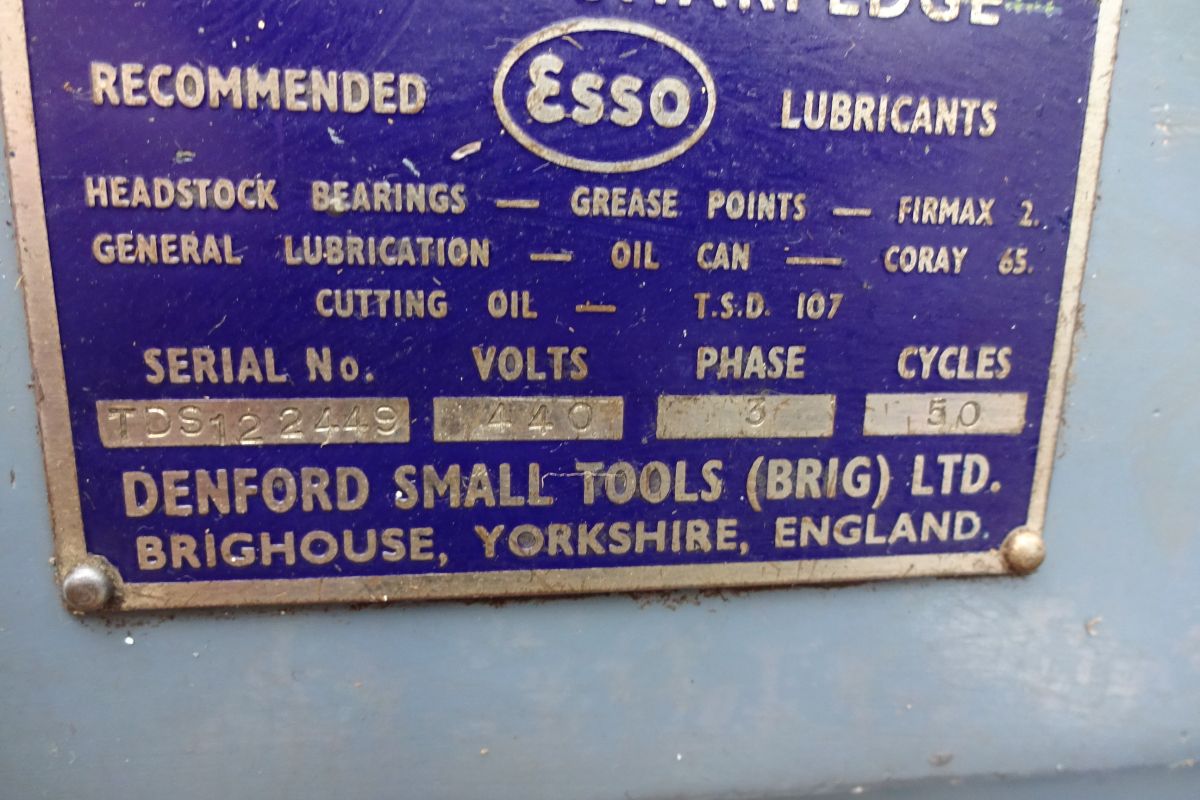 EDGE
RECOMMENDED Esso LUBRICANTS
HEADSTOCK BEARINGS — GREASE POINTS — FIRMAX 2.
GENERAL LUBRICATION — OIL CAN — CORAY 65.
CUTTING OIL — T.S.D. 107
SERIAL No. VOLTS PHASE CYCLES
TDS122449 440 3 50
DENFORD SMALL TOOLS (BRIG) LTD.
BRIGHOUSE, YORKSHIRE, ENGLAND.